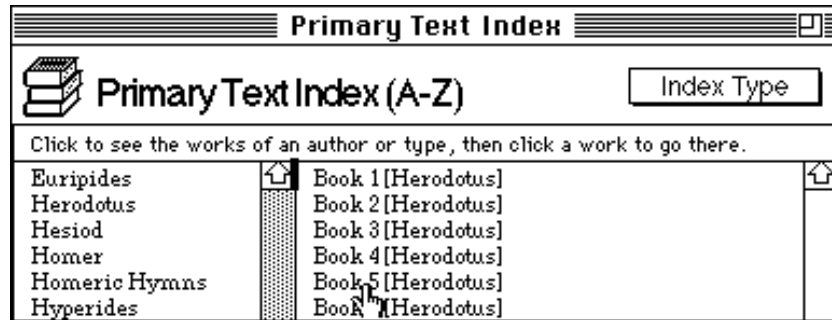 Primary Text Index
Primary Text Index (A-Z)
Index Type
Click to see the works of an author or type, then click a work to go there.
Euripides
Herodotus
Hesiod
Homer
Homeric Hymns
Hyperides
Book 1 [Herodotus]
Book 2 [Herodotus]
Book 3 [Herodotus]
Book 4 [Herodotus]
Book 5 [Herodotus]
Book [Herodotus]